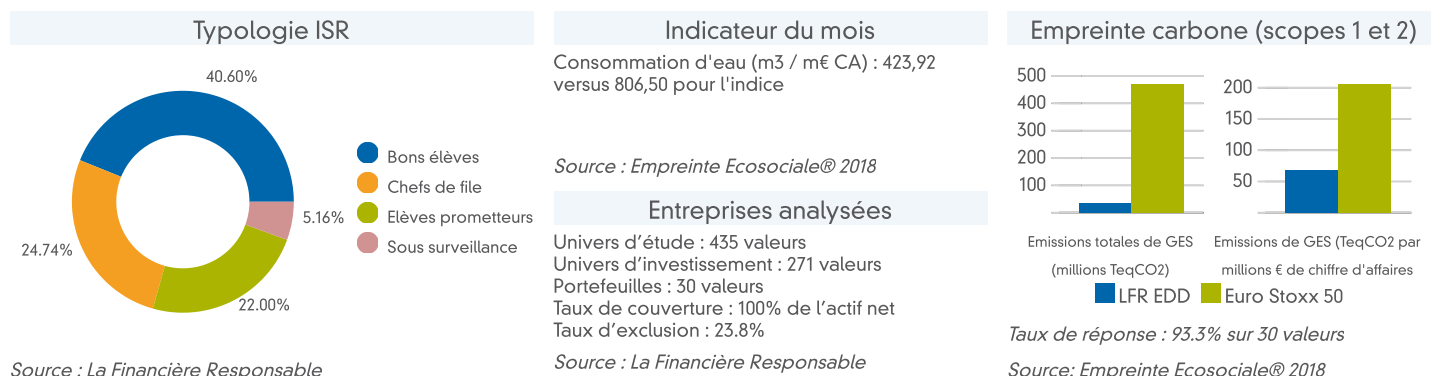 Typologie ISR
40.60%
24.74%
5.16%
22.00%
Bons élèves
Chefs de file
Elèves prometteurs
Sous surveillance
Source : La Financière Responsable
Indicateur du mois
Consommation d'eau (m3 / m€ CA) : 423,92
versus 806,50 pour l'indice
Source : Empreinte Ecosociale® 2018
Entreprises analysées
Univers d’étude : 435 valeurs
Univers d’investissement : 271 valeurs
Portefeuilles : 30 valeurs
Taux de couverture : 100% de l’actif net
Taux d’exclusion : 23.8%
Source : La Financière Responsable
Empreinte carbone (scopes 1 et 2)
500
400
300
200
100
Emissions totales de GES
(millions TeqCO2)
200
150
100
50
Emissions de GES (TeqCO2 par
millions € de chiffre d'affaires
LFR EDD
Euro Stoxx 50
Taux de réponse : 93.3% sur 30 valeurs
Source: Empreinte Ecosociale® 2018